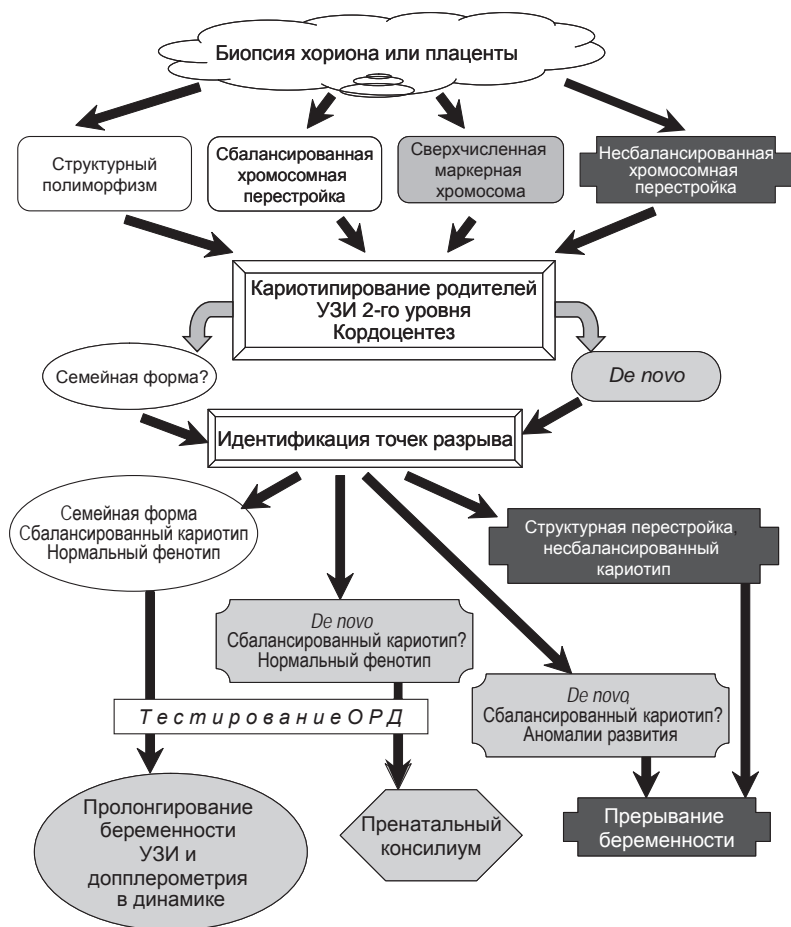 Биопсия хориона или плаценты
Структурный
полиморфизм
Сбалансированная
хромосомная
перестройка
Сверхчисленная
маркерная
хромосома
Несбалансированная
хромосомная
перестройка
Кариотипирование родителей
УЗИ 2-го уровня
Кордоцентез
Семейная форма?
De novo
Идентификация точек разрыва
Семейная форма
Сбалансированный кариотип
Нормальный фенотип
Структурная перестройка,
несбалансированный
кариотип
De novo
Сбалансированный кариотип?
Нормальный фенотип
De novo,
Сбалансированный кариотип?
Аномалии развития
Тестирование ОРД
Пролонгирование
беременности
УЗИ и
допплерометрия
в динамике
Пренатальный
консилиум
Прерывание
беременности